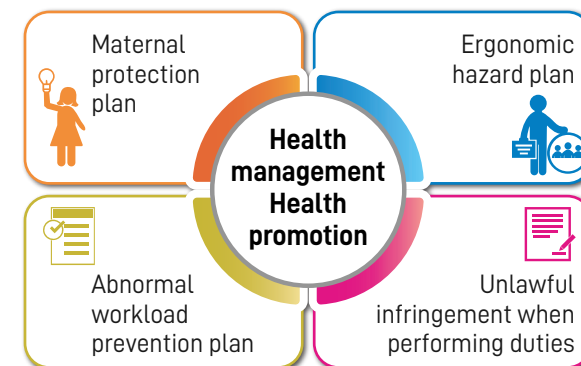 Maternal
protection
plan
Ergonomic
hazard plan
Health
management
Health
promotion
Abnormal
workload
prevention plan
Unlawful
infringement when
performing duties